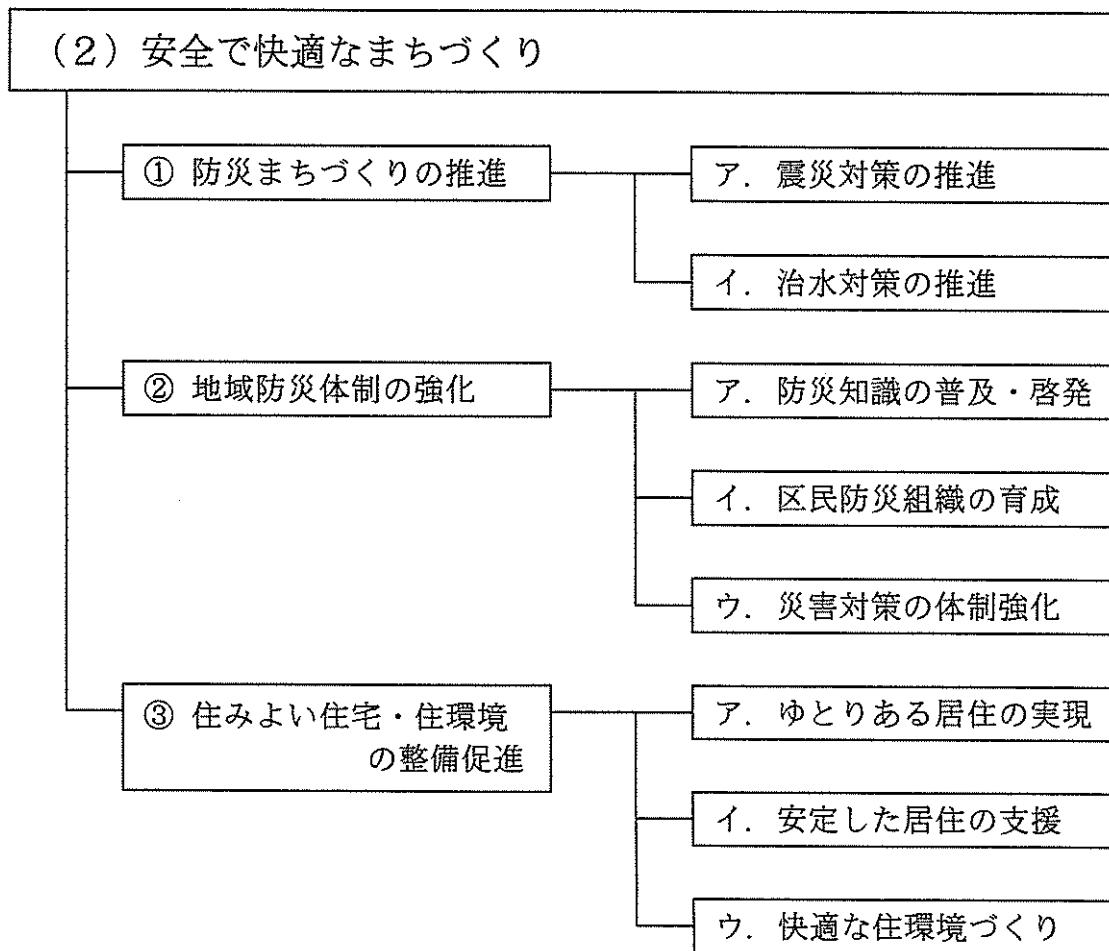 （2）安全で快適なまちづくり
① 防災まちづくりの推進
ア．震災対策の推進
イ．治水対策の推進
② 地域防災体制の強化
ア．防災知識の普及・啓発
イ．区民防災組織の育成
ウ．災害対策の体制強化
③ 住みよい住宅・住環境
の整備促進
ア．ゆとりある居住の実現
イ．安定した居住の支援
ウ．快適な住環境づくり